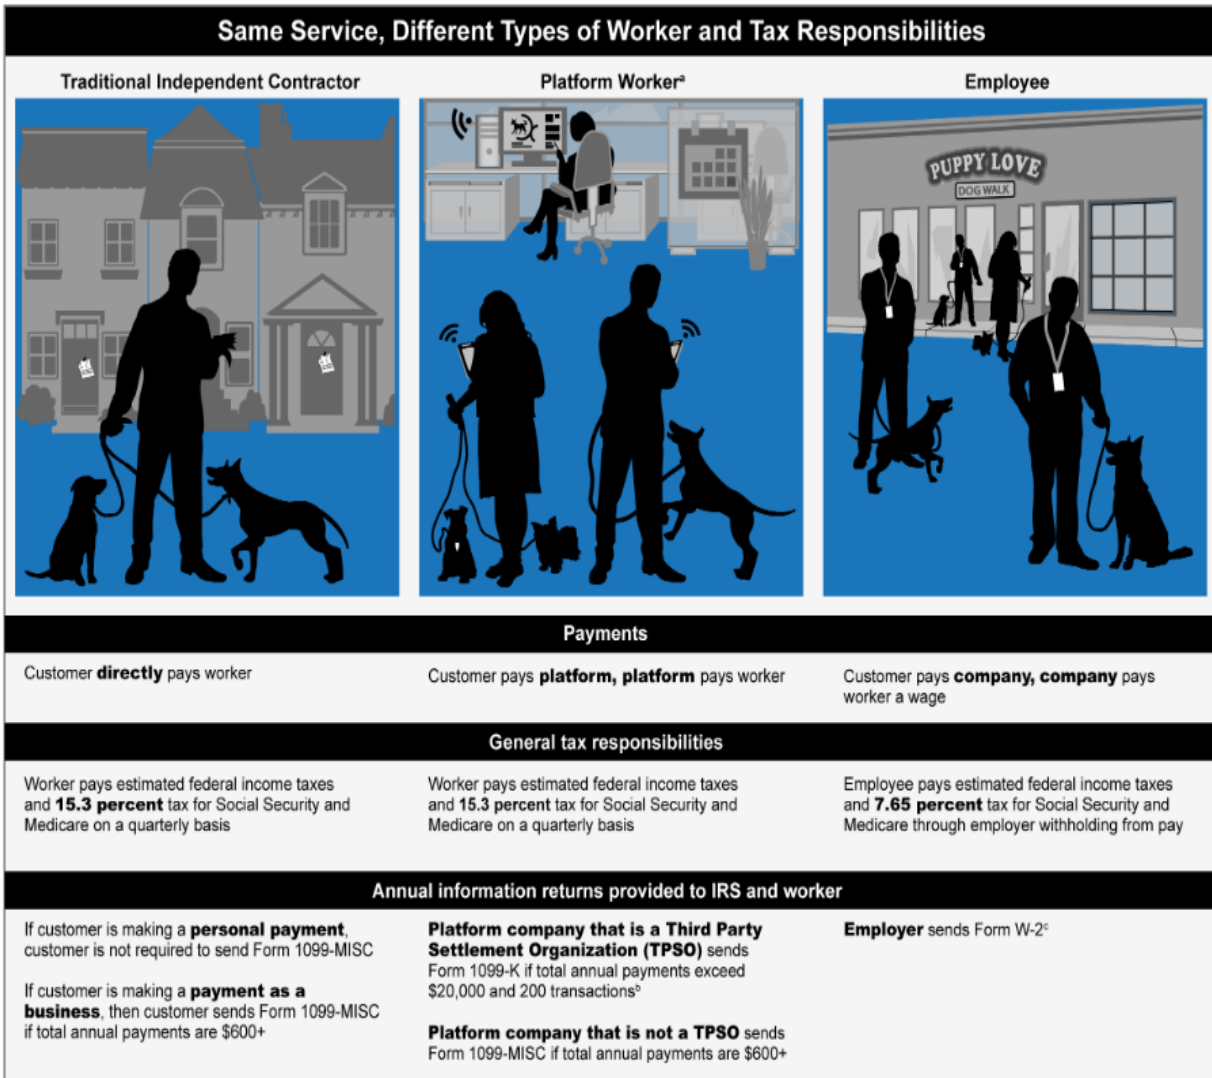 Same Service, Different Types of Worker and Tax Responsibilities
Traditional Independent Contractor
Platform Workerᵃ
Employee
PUPPY LOVE
DOG WALK
Payments
Customer directly pays worker
Customer pays platform, platform pays worker
Customer pays company, company pays
worker a wage
General tax responsibilities
Worker pays estimated federal income taxes
and 15.3 percent tax for Social Security and
Medicare on a quarterly basis
Worker pays estimated federal income taxes
and 15.3 percent tax for Social Security and
Medicare on a quarterly basis
Employee pays estimated federal income taxes
and 7.65 percent tax for Social Security and
Medicare through employer withholding from pay
Annual information returns provided to IRS and worker
If customer is making a personal payment,
customer is not required to send Form 1099-MISC
If customer is making a payment as a
business, then customer sends Form 1099-MISC
if total annual payments are $600+
Platform company that is a Third Party
Settlement Organization (TPSO) sends
Form 1099-K if total annual payments exceed
$20,000 and 200 transactionsᵇ
Platform company that is not a TPSO sends
Form 1099-MISC if total annual payments are $600+
Employer sends Form W-2ᶜ